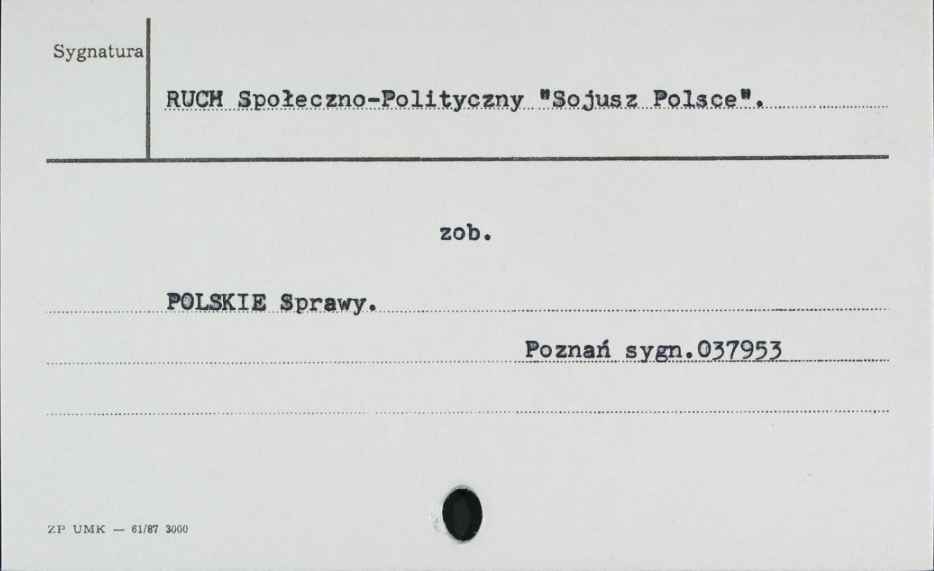 Sygnatura
RUCH Społeczno-Polityczny "Sojusz Polsce".
zob.
POLSKIE Sprawy.
Poznań sygn.037953
ZP UMK — 61/87 3000